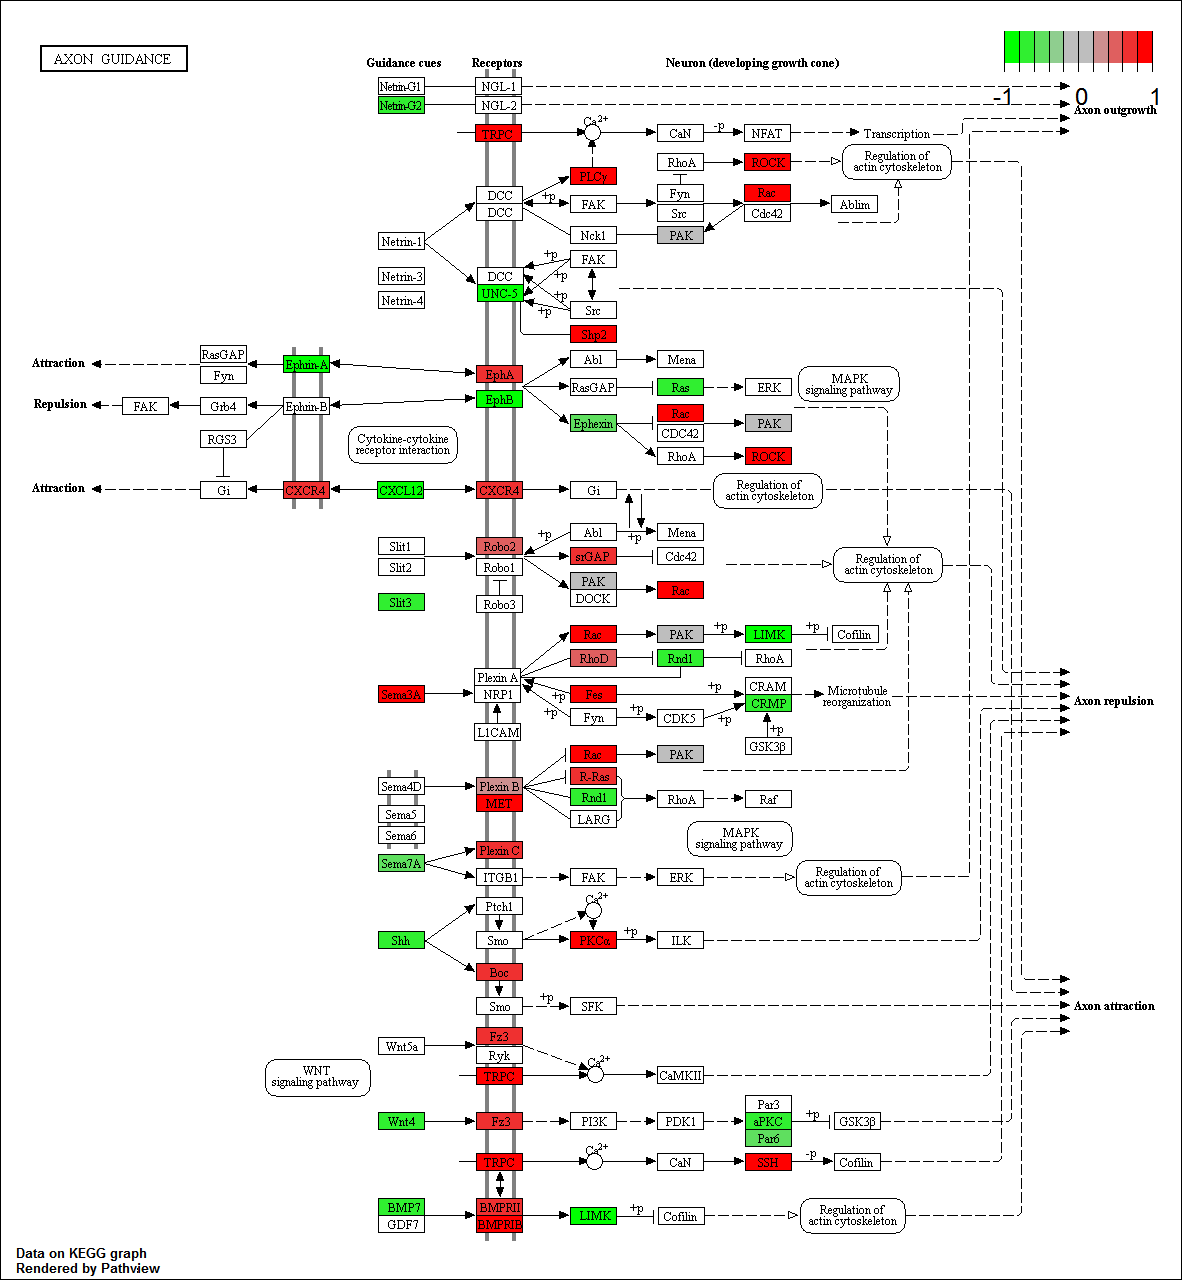 AXON GUIDANCE
Guidance cues
Receptors
Neuron (developing growth cone)
-1
0
1
Netrin-G1
NGL-1
Netrin-G2
NGL-2
Axon outgrowth
TRPC
Ca2+
CaN
-p
NFAT
Transcription
RhoA
ROCK
Regulation of
actin cytoskeleton
PLCγ
DCC
DCC
+p
FAK
Fyn
Src
Rac
Cdc42
Ablim
Nck1
PAK
Netrin-1
Netrin-3
Netrin-4
DCC
UNC-5
+p
+p
+p
+p
FAK
Src
Shp2
Attraction
RasGAP
Fyn
Ephrin-A
EphA
Abl
Mena
Repulsion
FAK
Grb4
Ephrin-B
EphB
RasGAP
Ras
ERK
MAPK
signaling pathway
Ephexin
Rac
CDC42
PAK
RGS3
Cytokine-cytokine
receptor interaction
RhoA
ROCK
Attraction
Gi
CXCR4
CXCL12
CXCR4
Gi
Regulation of
actin cytoskeleton
Slit1
Slit2
Slit3
Robo2
Robo1
Robo3
+p
Abl
+p
Mena
srGAP
Cdc42
PAK
DOCK
Rac
Regulation of
actin cytoskeleton
Rac
+p
PAK
+p
LIMK
+p
Cofilin
RhoD
Rnd1
RhoA
Sema3A
Plexin A
NRP1
L1CAM
+p
+p
Fes
+p
Fyn
CDK5
+p
CRAM
CRMP
+p
GSK3β
Microtubule
reorganization
Axon repulsion
Rac
PAK
Sema4D
Sema5
Sema6
Plexin B
MET
R-Ras
Rnd1
LARG
RhoA
Raf
MAPK
signaling pathway
Sema7A
Plexin C
ITGB1
FAK
ERK
Regulation of
actin cytoskeleton
Ptch1
Ca2+
Shh
Smo
PKCα
+p
ILK
Boc
Smo
+p
SFK
Axon attraction
Wnt5a
Fz3
Ryk
WNT
signaling pathway
TRPC
Ca2+
CaMKII
Wnt4
Fz3
PI3K
PDK1
Par3
aPKC
Par6
+p
GSK3β
TRPC
Ca2+
CaN
SSH
-p
Cofilin
BMP7
GDF7
BMPRII
BMPRIB
LIMK
+p
Cofilin
Regulation of
actin cytoskeleton
Data on KEGG graph
Rendered by Pathview